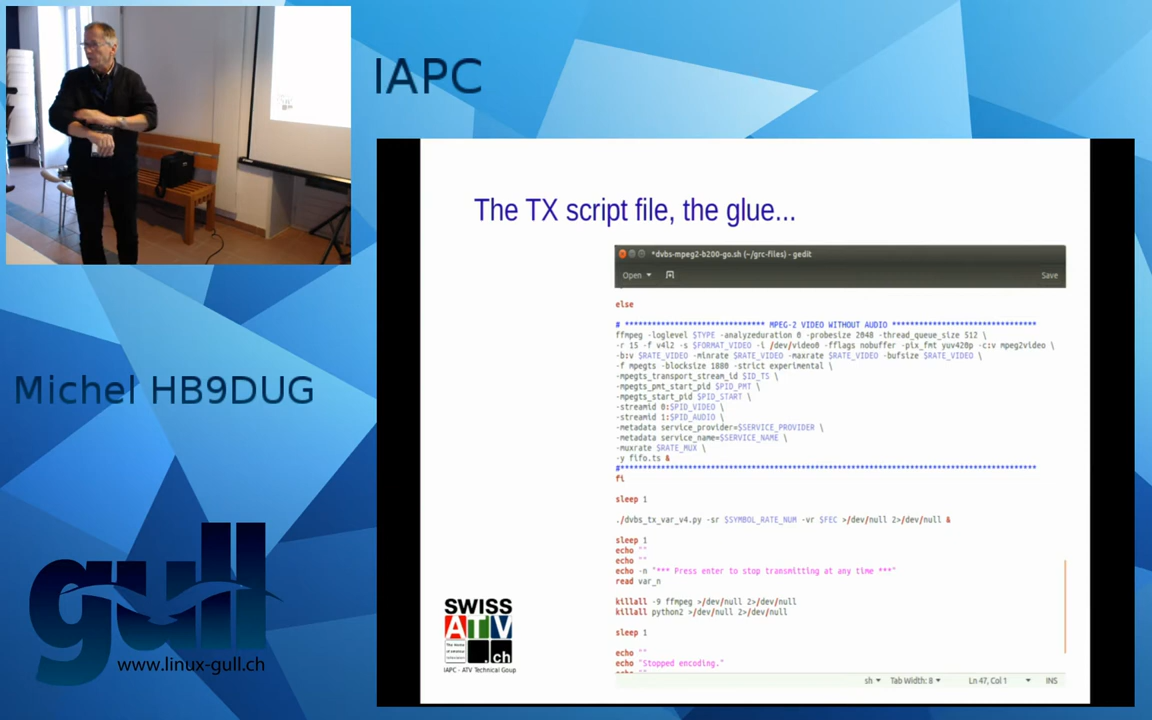 IAPC
Michel HB9DUG
gull
www.linux-gull.ch
The TX script file, the glue...
*dvbs-mpeg2-b200-go.sh (~/grc-files) - gedit
Open
Save
else
# ******************************* MPEG-2 VIDEO WITHOUT AUDIO ********************************
ffmpeg -loglevel $TYPE -analyzeduration 0 -probesize 2048 -thread_queue_size 512 \
-r 15 -f v4l2 -s $FORMAT_VIDEO -i /dev/video0 -fflags nobuffer -pix_fmt yuv420p -c:v mpeg2video \
-b:v $RATE_VIDEO -minrate $RATE_VIDEO -maxrate $RATE_VIDEO -bufsize $RATE_VIDEO \
-f mpegts -blocksize 1880 -strict experimental \
-mpegts_transport_stream_id $ID_TS \
-mpegts_pmt_start_pid $PID_PMT \
-mpegts_start_pid $PID_START \
-streamid 0:$PID_VIDEO \
-streamid 1:$PID_AUDIO \
-metadata service_provider=$SERVICE_PROVIDER \
-metadata service_name=$SERVICE_NAME \
-muxrate $RATE_MUX \
-y fifo.ts &
#********************************************************************************************
fi
sleep 1
./dvbs_tx_var_v4.py -sr $SYMBOL_RATE_NUM -vr $FEC >/dev/null 2>/dev/null &
sleep 1
echo ""
echo ""
echo -n "*** Press enter to stop transmitting at any time ***"
read var_n
killall -9 ffmpeg >/dev/null 2>/dev/null
killall python2 >/dev/null 2>/dev/null
sleep 1
echo ""
echo "Stopped encoding."
sh
Tab Width: 8
Ln 47, Col 1
INS
SWISS
ATV
.ch
IAPC - ATV Technical Goup